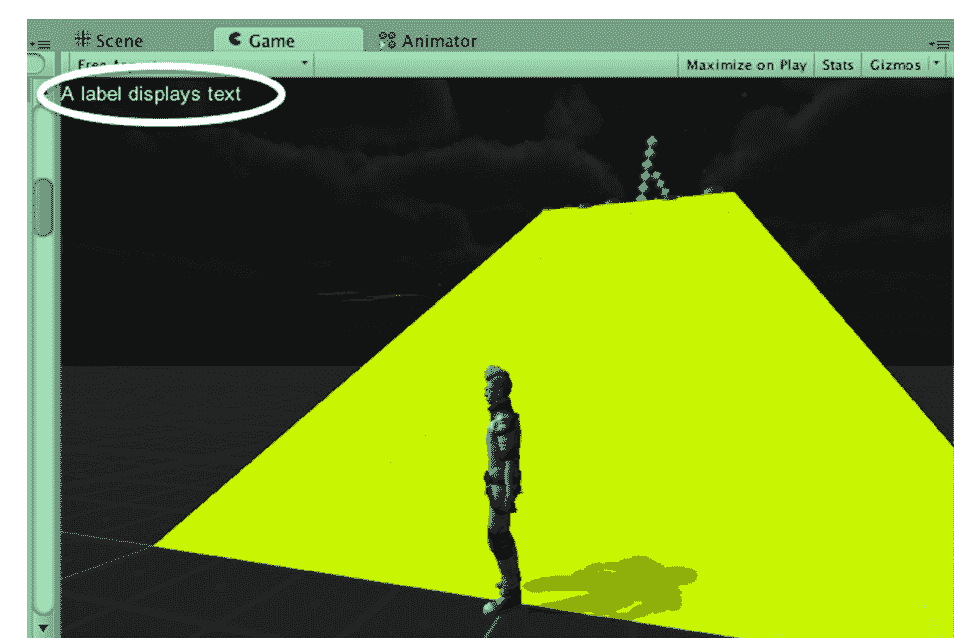 Scene Game Animator
Maximize on Play Stats Gizmos
A label displays text